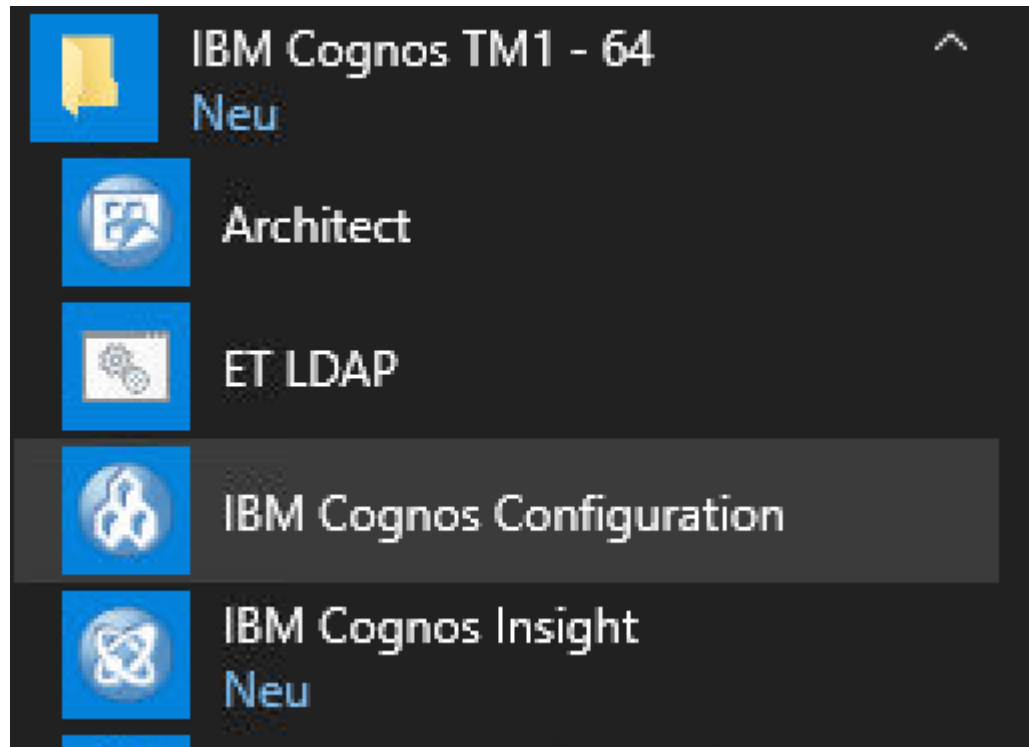 IBM Cognos TM1 - 64
Neu
Architect
ET LDAP
IBM Cognos Configuration
IBM Cognos Insight
Neu